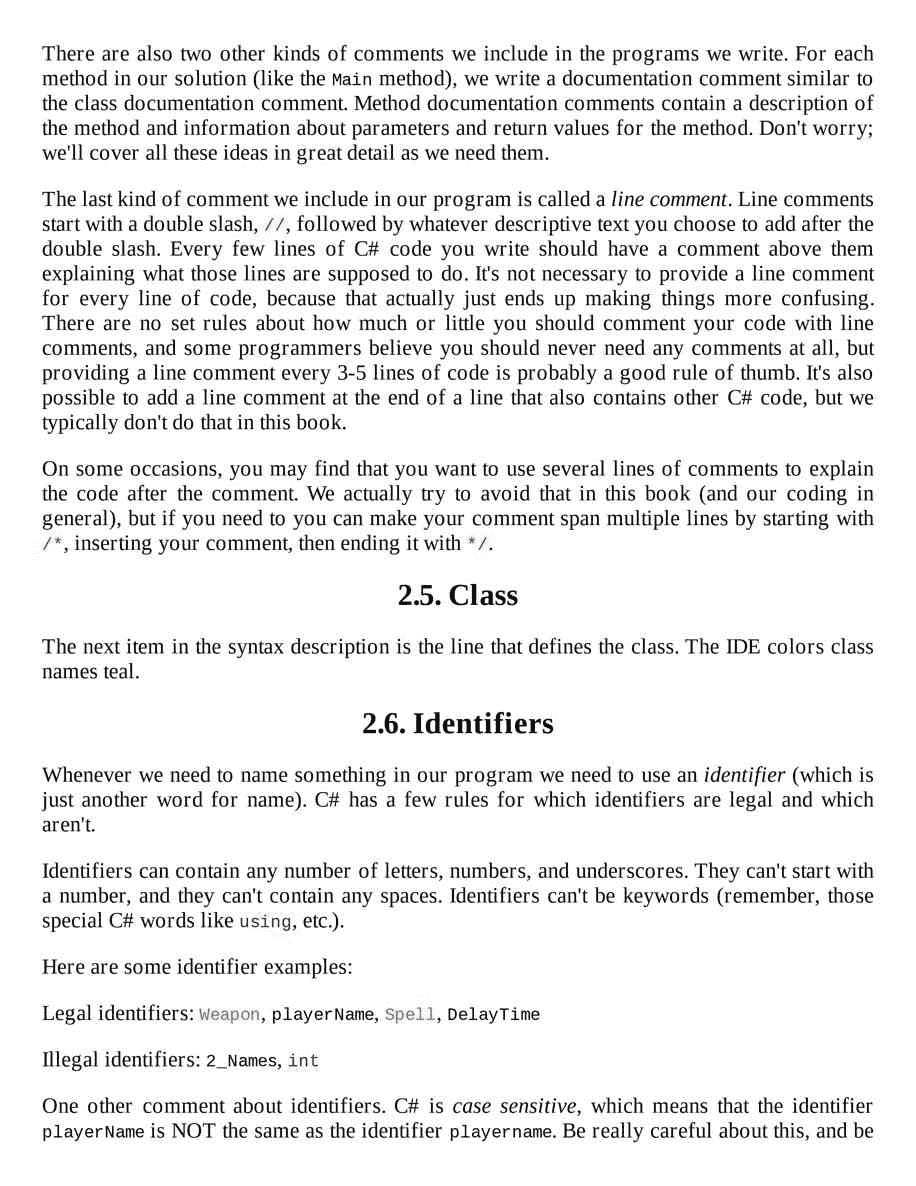 There are also two other kinds of comments we include in the programs we write. For each
method in our solution (like the Main method), we write a documentation comment similar to
the class documentation comment. Method documentation comments contain a description of
the method and information about parameters and return values for the method. Don't worry;
we'll cover all these ideas in great detail as we need them.
The last kind of comment we include in our program is called a line comment. Line comments
start with a double slash, //, followed by whatever descriptive text you choose to add after the
double slash. Every few lines of C# code you write should have a comment above them
explaining what those lines are supposed to do. It's not necessary to provide a line comment
for every line of code, because that actually just ends up making things more confusing.
There are no set rules about how much or little you should comment your code with line
comments, and some programmers believe you should never need any comments at all, but
providing a line comment every 3-5 lines of code is probably a good rule of thumb. It's also
possible to add a line comment at the end of a line that also contains other C# code, but we
typically don't do that in this book.
On some occasions, you may find that you want to use several lines of comments to explain
the code after the comment. We actually try to avoid that in this book (and our coding in
general), but if you need to you can make your comment span multiple lines by starting with
/*, inserting your comment, then ending it with */.
2.5. Class
The next item in the syntax description is the line that defines the class. The IDE colors class
names teal.
2.6. Identifiers
Whenever we need to name something in our program we need to use an identifier (which is
just another word for name). C# has a few rules for which identifiers are legal and which
aren't.
Identifiers can contain any number of letters, numbers, and underscores. They can't start with
a number, and they can't contain any spaces. Identifiers can't be keywords (remember, those
special C# words like using, etc.).
Here are some identifier examples:
Legal identifiers: Weapon, playerName, Spell, DelayTime
Illegal identifiers: 2_Names, int
One other comment about identifiers. C# is case sensitive, which means that the identifier
playerName is NOT the same as the identifier playername. Be really careful about this, and be